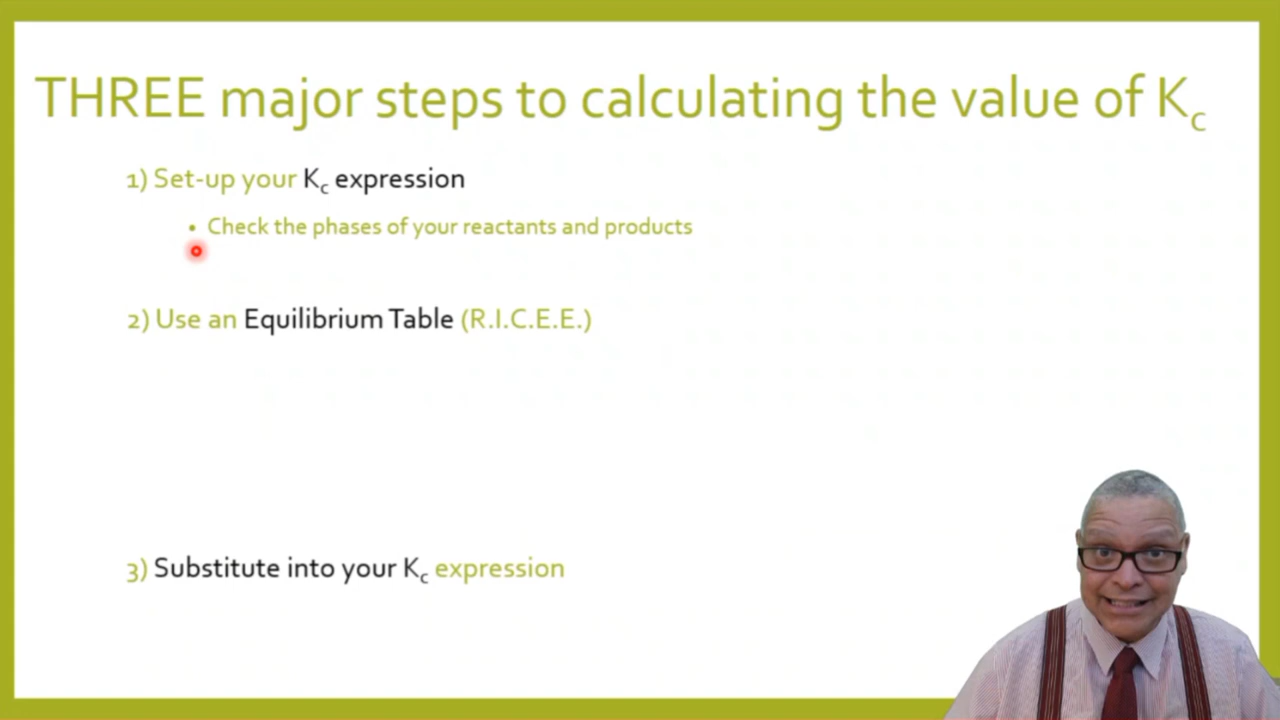 THREE major steps to calculating the value of Kc
1) Set-up your Kc expression
• Check the phases of your reactants and products
2) Use an Equilibrium Table (R.I.C.E.E.)
3) Substitute into your Kc expression